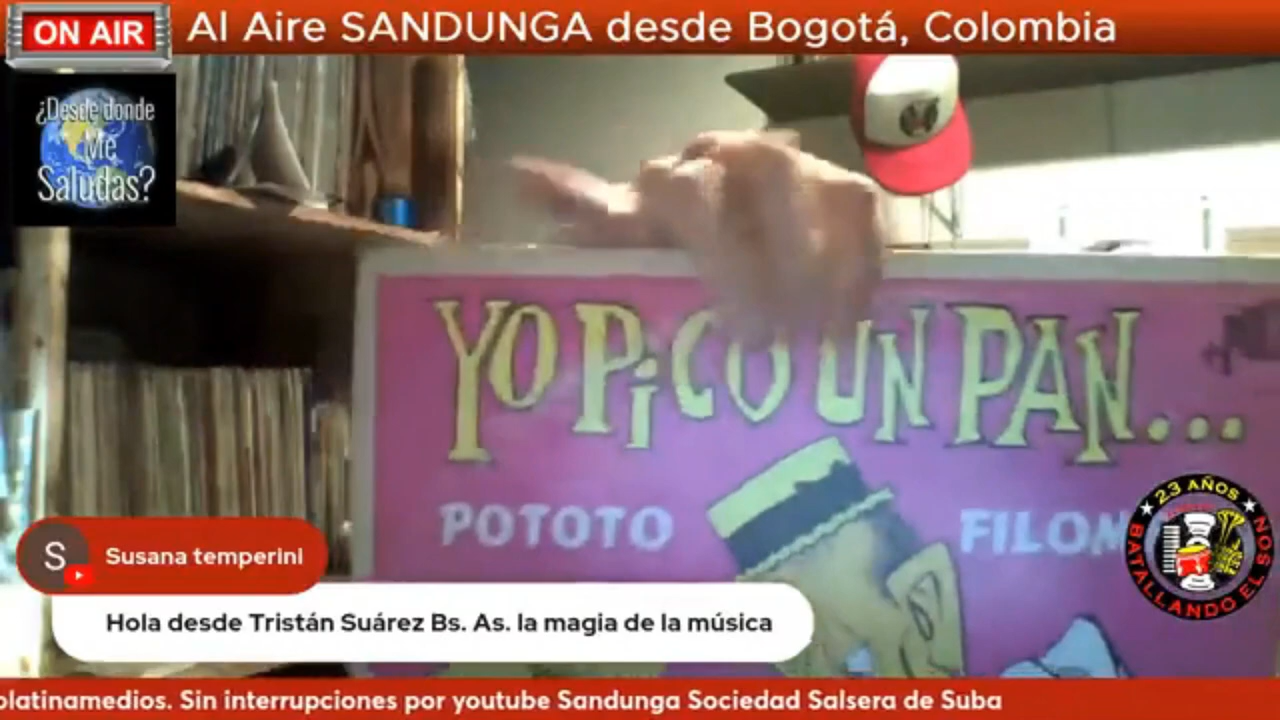 ON AIR
Al Aire SANDUNGA desde Bogotá, Colombia
¿Desde donde
Me
Saludas?
YO PiCO UN PAN...
POTOTO
FILOM
23 AÑOS
BATALLANDO EL SON
S
Susana temperini
Hola desde Tristán Suárez Bs. As. la magia de la música
olatinamedios. Sin interrupciones por youtube Sandunga Sociedad Salsera de Suba